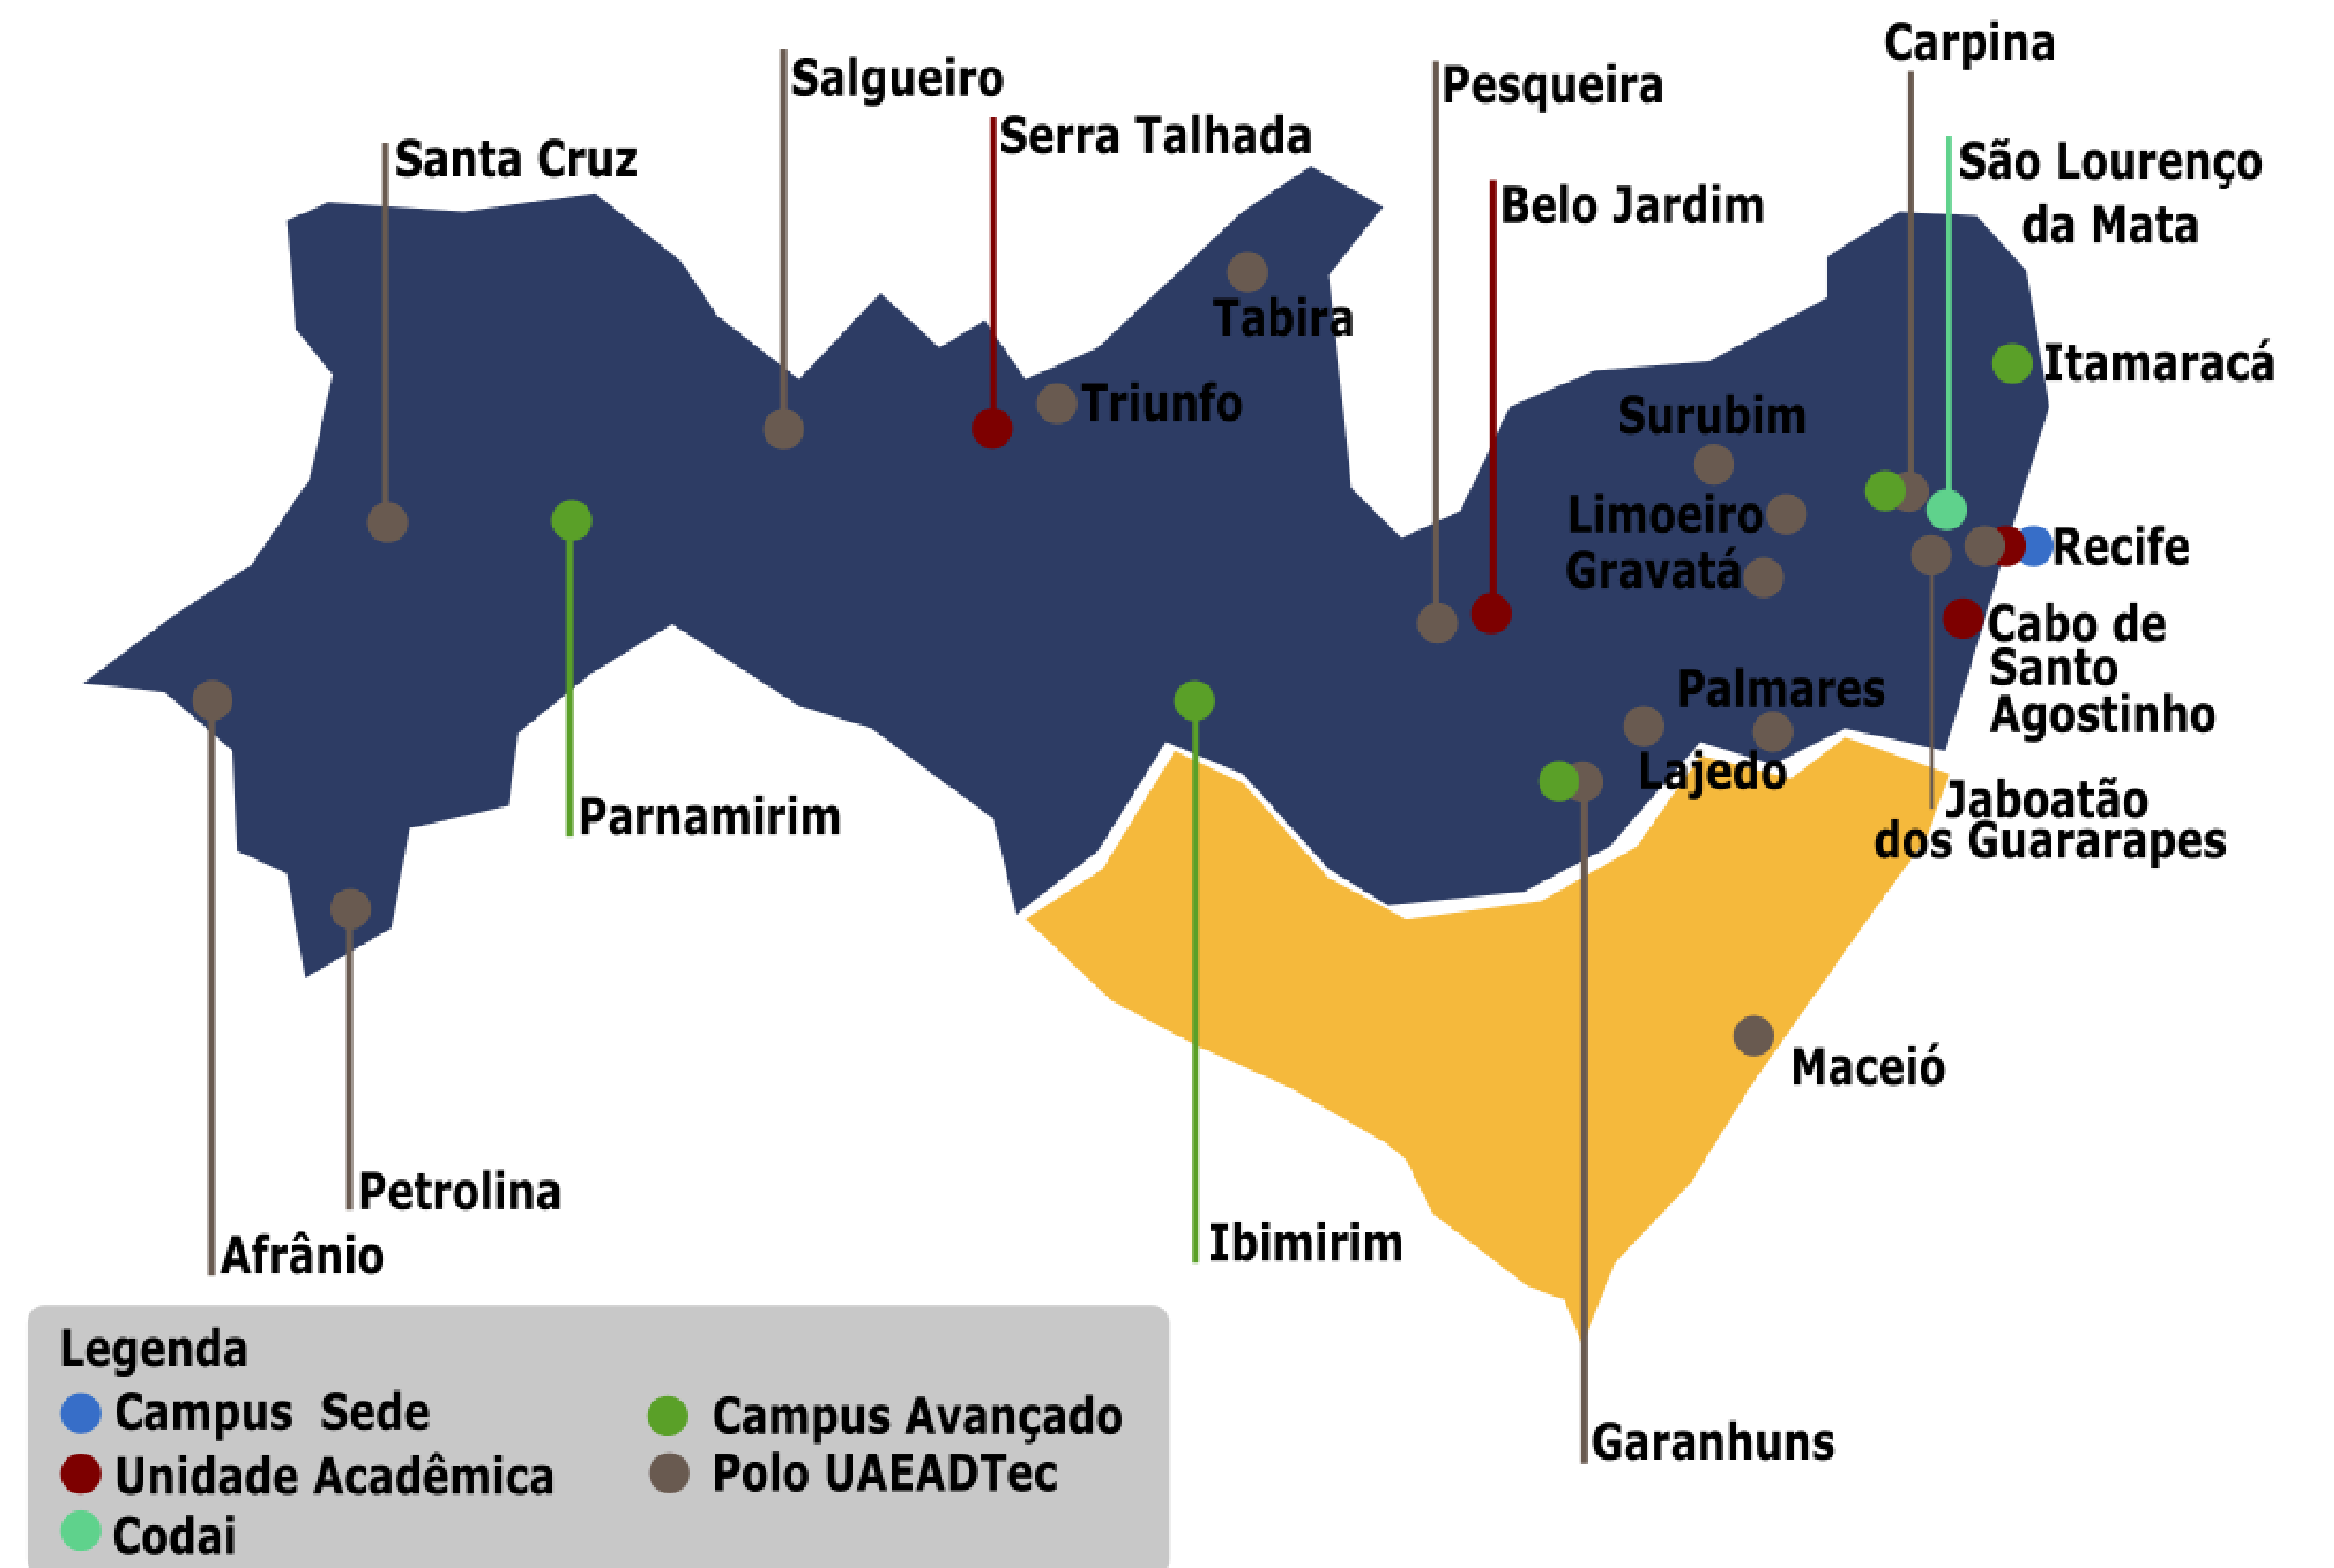 Carpina
Salgueiro
Pesqueira
Serra Talhada
Santa Cruz
São Lourenço
da Mata
Belo Jardim
Tabira
Itamaracá
Triunfo
Surubim
Limoeiro
Recife
Gravatá
Cabo de
Santo
Agostinho
Palmares
Lajedo
Jaboatão
dos Guararapes
Parnamirim
Maceió
Petrolina
Ibimirim
Afrânio
Garanhuns
Legenda
Campus Sede
Unidade Acadêmica
Codai
Campus Avançado
Polo UAEADTec